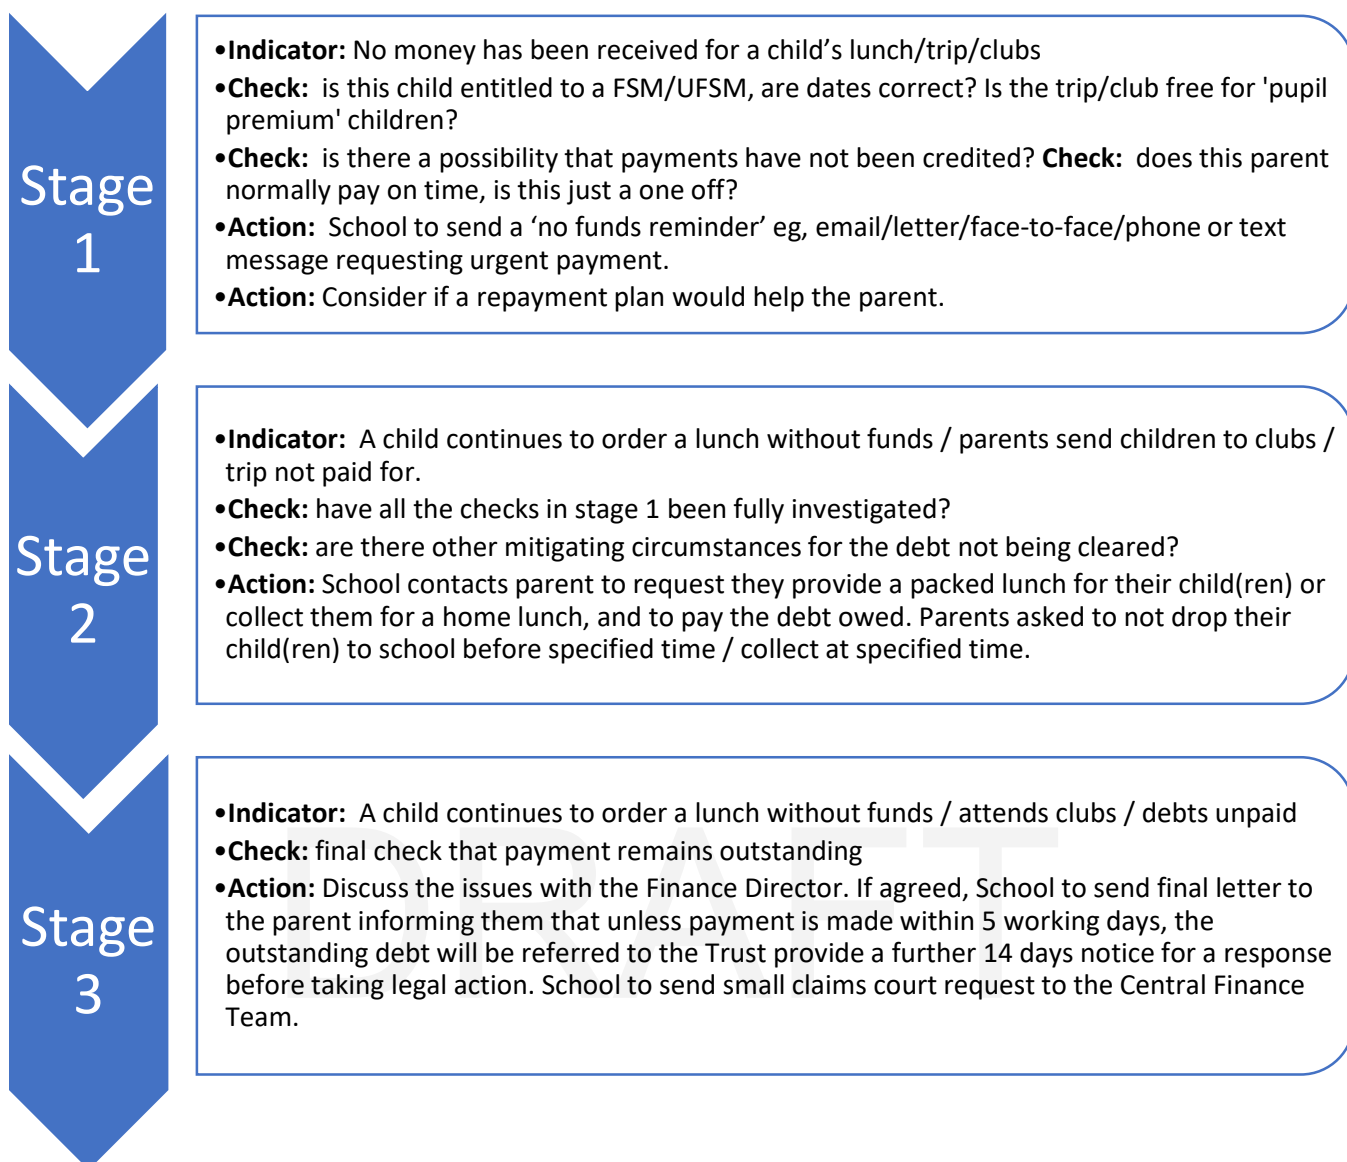 Stage
1
•Indicator: No money has been received for a child’s lunch/trip/clubs
•Check:  is this child entitled to a FSM/UFSM, are dates correct? Is the trip/club free for 'pupil
premium' children?
•Check:  is there a possibility that payments have not been credited? Check:  does this parent
normally pay on time, is this just a one off?
•Action:  School to send a ‘no funds reminder’ eg, email/letter/face-to-face/phone or text
message requesting urgent payment.
•Action: Consider if a repayment plan would help the parent.
Stage
2
•Indicator:  A child continues to order a lunch without funds / parents send children to clubs /
trip not paid for.
•Check: have all the checks in stage 1 been fully investigated?
•Check: are there other mitigating circumstances for the debt not being cleared?
•Action: School contacts parent to request they provide a packed lunch for their child(ren) or
collect them for a home lunch, and to pay the debt owed. Parents asked to not drop their
child(ren) to school before specified time / collect at specified time.
Stage
3
•Indicator:  A child continues to order a lunch without funds / attends clubs / debts unpaid
•Check: final check that payment remains outstanding
•Action: Discuss the issues with the Finance Director. If agreed, School to send final letter to
the parent informing them that unless payment is made within 5 working days, the
outstanding debt will be referred to the Trust provide a further 14 days notice for a response
before taking legal action. School to send small claims court request to the Central Finance
Team.
DRAFT